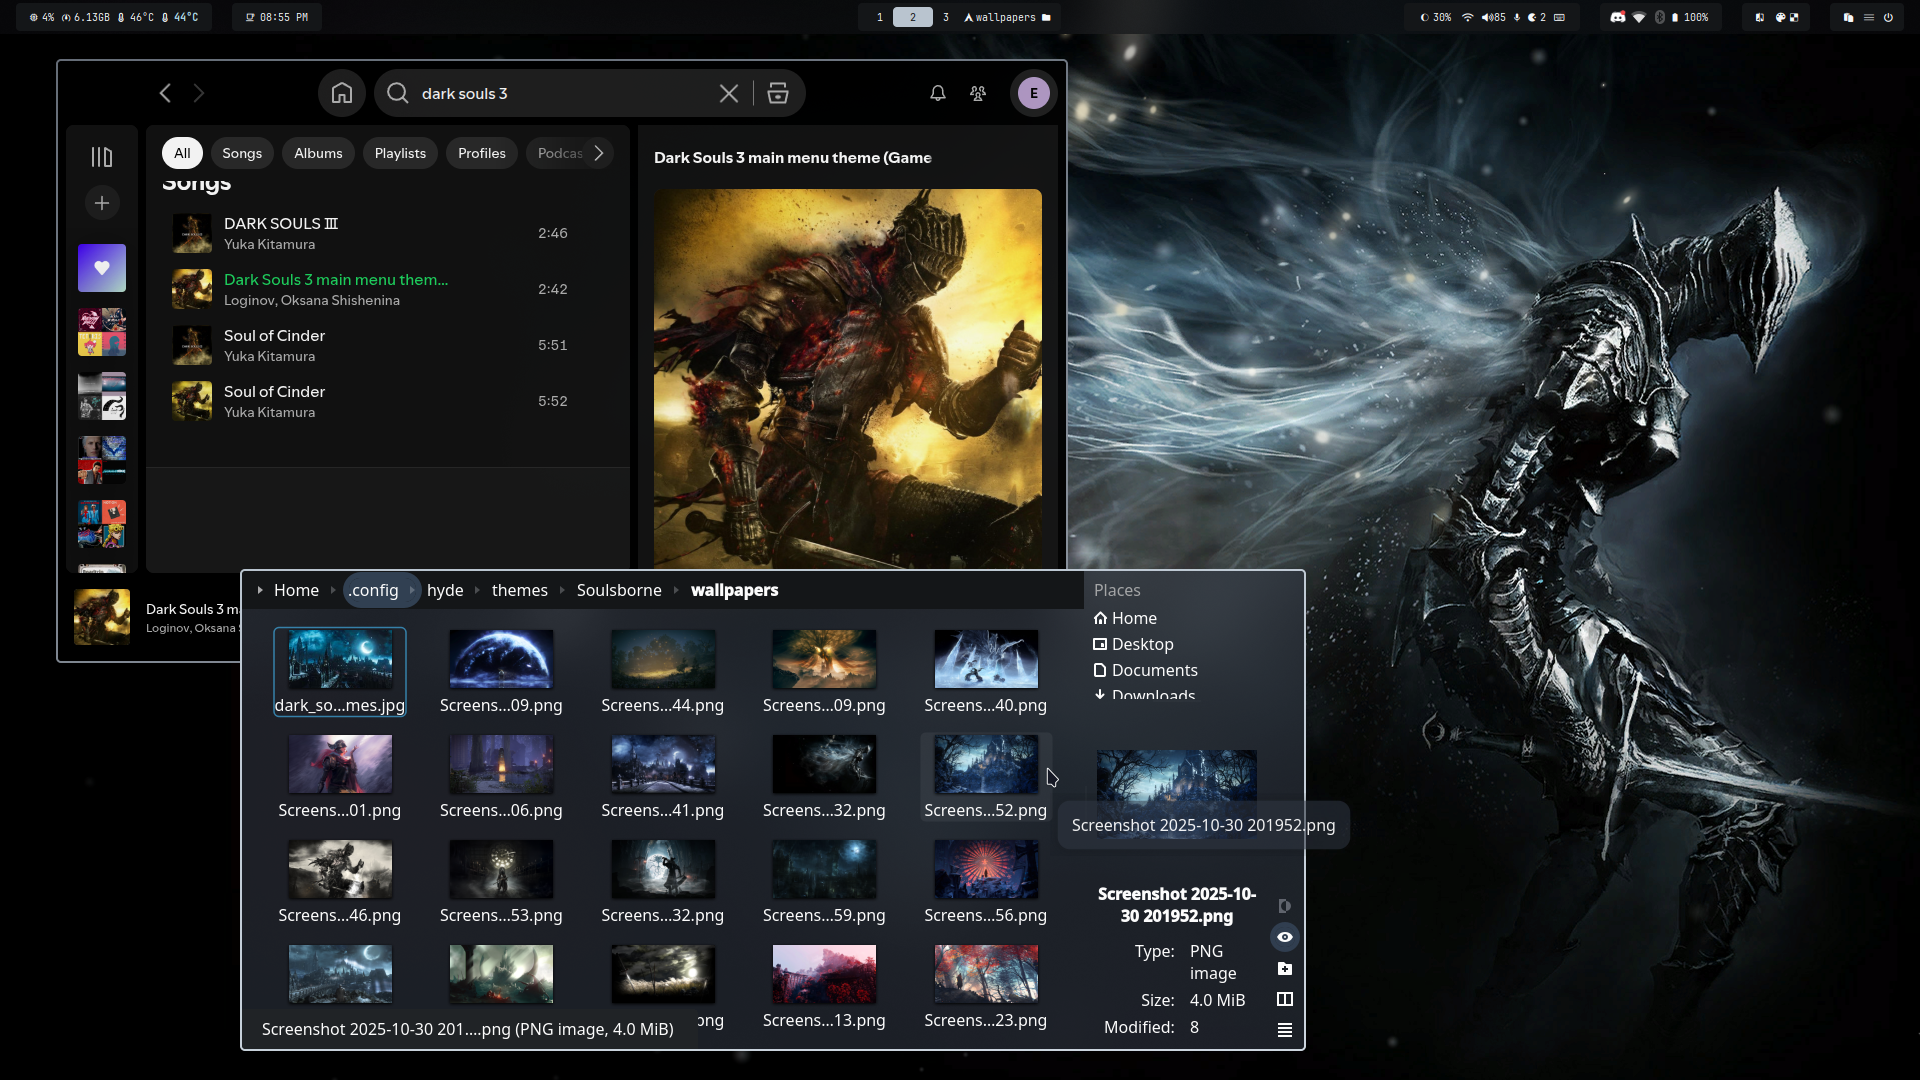 4% 6.13GB 46°C 44°C
08:55 PM
1 2 3 wallpapers
30% 85 2
100%
dark souls 3
E
All Songs Albums Playlists Profiles Podcas
Songs
DARK SOULS III
Yuka Kitamura
2:46
Dark Souls 3 main menu them...
Loginov, Oksana Shishenina
2:42
Soul of Cinder
Yuka Kitamura
5:51
Soul of Cinder
Yuka Kitamura
5:52
Dark Souls 3 main menu theme (Game
Dark Souls 3 m
Loginov, Oksana S
Home .config hyde themes Soulsborne wallpapers
dark_so...mes.jpg Screens...09.png Screens...44.png Screens...09.png Screens...40.png
Screens...01.png Screens...06.png Screens...41.png Screens...32.png Screens...52.png
Screens...46.png Screens...53.png Screens...32.png Screens...59.png Screens...56.png
png Screens...13.png Screens...23.png
Screenshot 2025-10-30 201....png (PNG image, 4.0 MiB)
Places
Home
Desktop
Documents
Downloads
Screenshot 2025-10-30 201952.png
Screenshot 2025-10-
30 201952.png
Type: PNG
image
Size: 4.0 MiB
Modified: 8